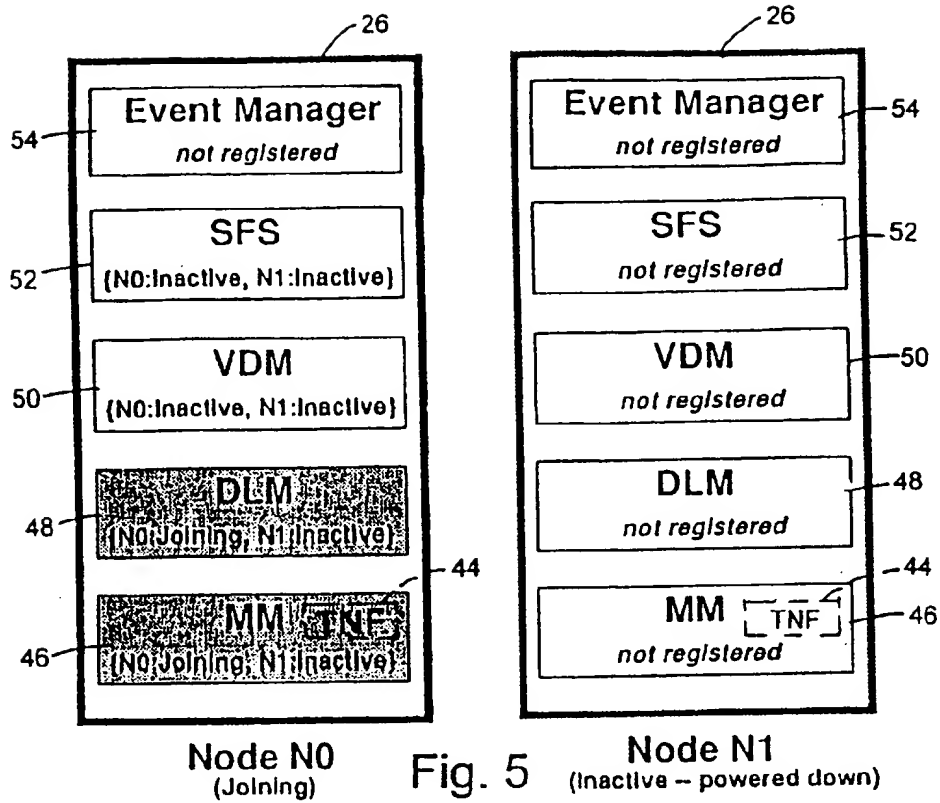 26
Event Manager
not registered
54
SFS
{N0:Inactive, N1:Inactive}
52
VDM
{N0:Inactive, N1:Inactive}
50
DLM
{N0:Joining, N1:Inactive}
48
44
MM TNF
{N0:Joining, N1:Inactive}
46
Node N0
(Joining)
26
Event Manager
not registered
54
SFS
not registered
52
VDM
not registered
50
DLM
not registered
48
44
MM TNF
not registered
46
Node N1
(Inactive -- powered down)
Fig. 5